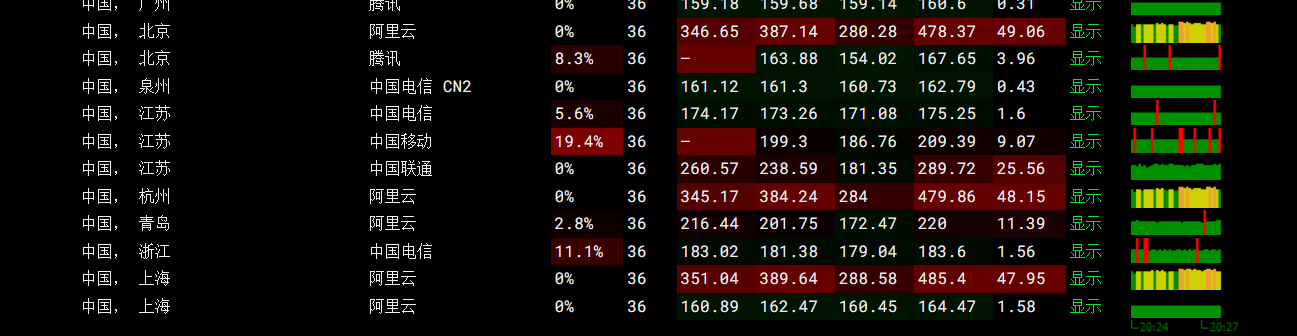 中国， 广州 腾讯 0% 36 159.18 159.68 159.14 160.6 0.31 显示
中国， 北京 阿里云 0% 36 346.65 387.14 280.28 478.37 49.06 显示
中国， 北京 腾讯 8.3% 36 – 163.88 154.02 167.65 3.96 显示
中国， 泉州 中国电信 CN2 0% 36 161.12 161.3 160.73 162.79 0.43 显示
中国， 江苏 中国电信 5.6% 36 174.17 173.26 171.08 175.25 1.6 显示
中国， 江苏 中国移动 19.4% 36 – 199.3 186.76 209.39 9.07 显示
中国， 江苏 中国联通 0% 36 260.57 238.59 181.35 289.72 25.56 显示
中国， 杭州 阿里云 0% 36 345.17 384.24 284 479.86 48.15 显示
中国， 青岛 阿里云 2.8% 36 216.44 201.75 172.47 220 11.39 显示
中国， 浙江 中国电信 11.1% 36 183.02 181.38 179.04 183.6 1.56 显示
中国， 上海 阿里云 0% 36 351.04 389.64 288.58 485.4 47.95 显示
中国， 上海 阿里云 0% 36 160.89 162.47 160.45 164.47 1.58 显示
20:24 20:27